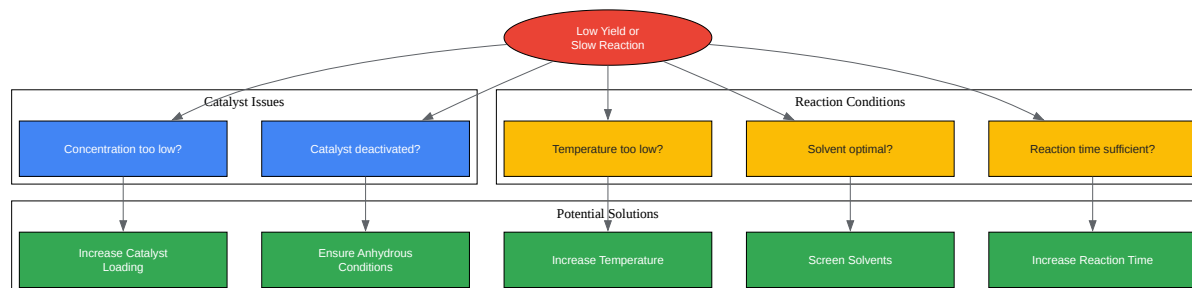 Low Yield or
Slow Reaction
Catalyst Issues
Reaction Conditions
Concentration too low?
Catalyst deactivated?
Temperature too low?
Solvent optimal?
Reaction time sufficient?
Potential Solutions
Increase Catalyst
Loading
Ensure Anhydrous
Conditions
Increase Temperature
Screen Solvents
Increase Reaction Time